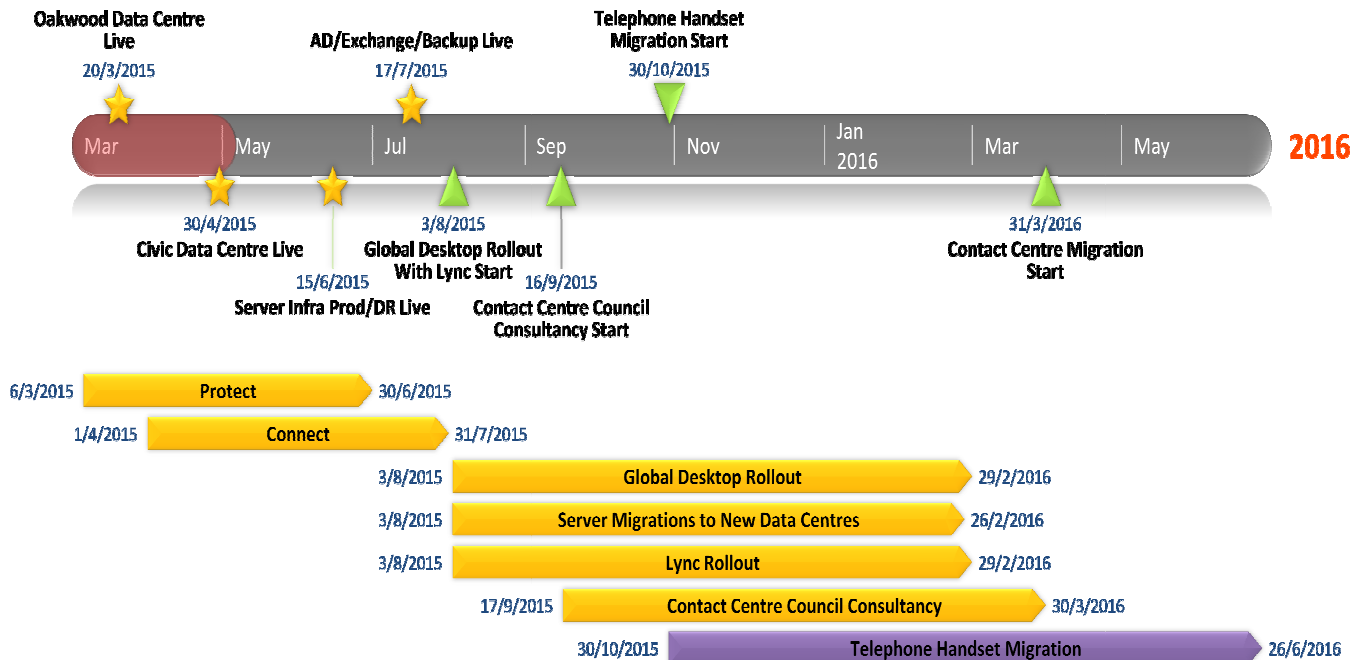 Oakwood Data Centre
Live
20/3/2015
AD/Exchange/Backup Live
17/7/2015
Telephone Handset
Migration Start
30/10/2015
Mar
May
Jul
Sep
Nov
Jan
2016
Mar
May
2016
30/4/2015
Civic Data Centre Live
15/6/2015
Server Infra Prod/DR Live
3/8/2015
Global Desktop Rollout
With Lync Start
16/9/2015
Contact Centre Council
Consultancy Start
31/3/2016
Contact Centre Migration
Start
6/3/2015 Protect 30/6/2015
1/4/2015 Connect 31/7/2015
3/8/2015 Global Desktop Rollout 29/2/2016
3/8/2015 Server Migrations to New Data Centres 26/2/2016
3/8/2015 Lync Rollout 29/2/2016
17/9/2015 Contact Centre Council Consultancy 30/3/2016
30/10/2015 Telephone Handset Migration 26/6/2016